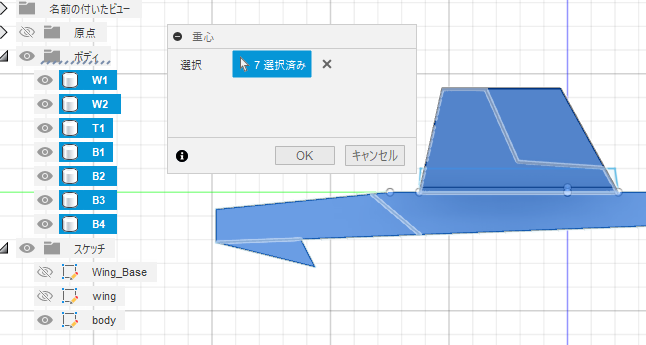 名前の付いたビュー
原点
ボディ
W1
W2
T1
B1
B2
B3
B4
スケッチ
Wing_Base
wing
body
重心
選択
7 選択済み
OK
キャンセル